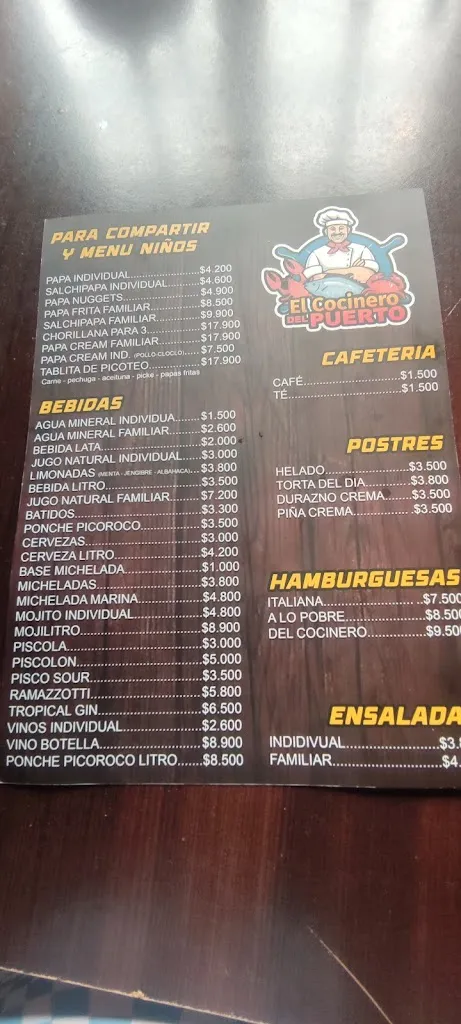 PARA COMPARTIR
Y MENU NIÑOS
PAPA INDIVIDUAL.........................$4.200
SALCHIPAPA INDIVIDUAL.........$4.600
PAPA NUGGETS...........................$4.900
PAPA FRITA FAMILIAR...............$8.500
SALCHIPAPA FAMILIAR.............$9.900
CHORILLANA PARA 3................$17.900
PAPA CREAM FAMILIAR............$17.900
PAPA CREAM IND. (POLLO-CLOCLO).....$7.500
TABLITA DE PICOTEO................$17.900
Carne - pechuga - aceituna - picke - papas fritas
BEBIDAS
AGUA MINERAL INDIVIDUA.......$1.500
AGUA MINERAL FAMILIAR........$2.600
BEBIDA LATA.............................$2.000
JUGO NATURAL INDIVIDUAL.....$3.000
LIMONADAS (MENTA - JENGIBRE - ALBAHACA)...$3.800
BEBIDA LITRO............................$3.500
JUGO NATURAL FAMILIAR........$7.200
BATIDOS....................................$3.300
PONCHE PICOROCO..................$3.500
CERVEZAS.................................$3.000
CERVEZA LITRO.........................$4.200
BASE MICHELADA......................$1.000
MICHELADAS..............................$3.800
MICHELADA MARINA..................$4.800
MOJITO INDIVIDUAL...................$4.800
MOJILITRO..................................$8.900
PISCOLA.....................................$3.000
PISCOLON..................................$5.000
PISCO SOUR..............................$3.500
RAMAZZOTTI..............................$5.800
TROPICAL GIN............................$6.500
VINOS INDIVIDUAL......................$2.600
VINO BOTELLA............................$8.900
PONCHE PICOROCO LITRO......$8.500
El Cocinero
DEL PUERTO
CAFETERIA
CAFÉ.....................................$1.500
TÉ..........................................$1.500
POSTRES
HELADO..............................$3.500
TORTA DEL DIA....................$3.800
DURAZNO CREMA...............$3.500
PIÑA CREMA........................$3.500
HAMBURGUESAS
ITALIANA...............................$7.500
A LO POBRE.........................$8.500
DEL COCINERO....................$9.500
ENSALADA
INDIDIVUAL.........................$3.
FAMILIAR.............................$4.